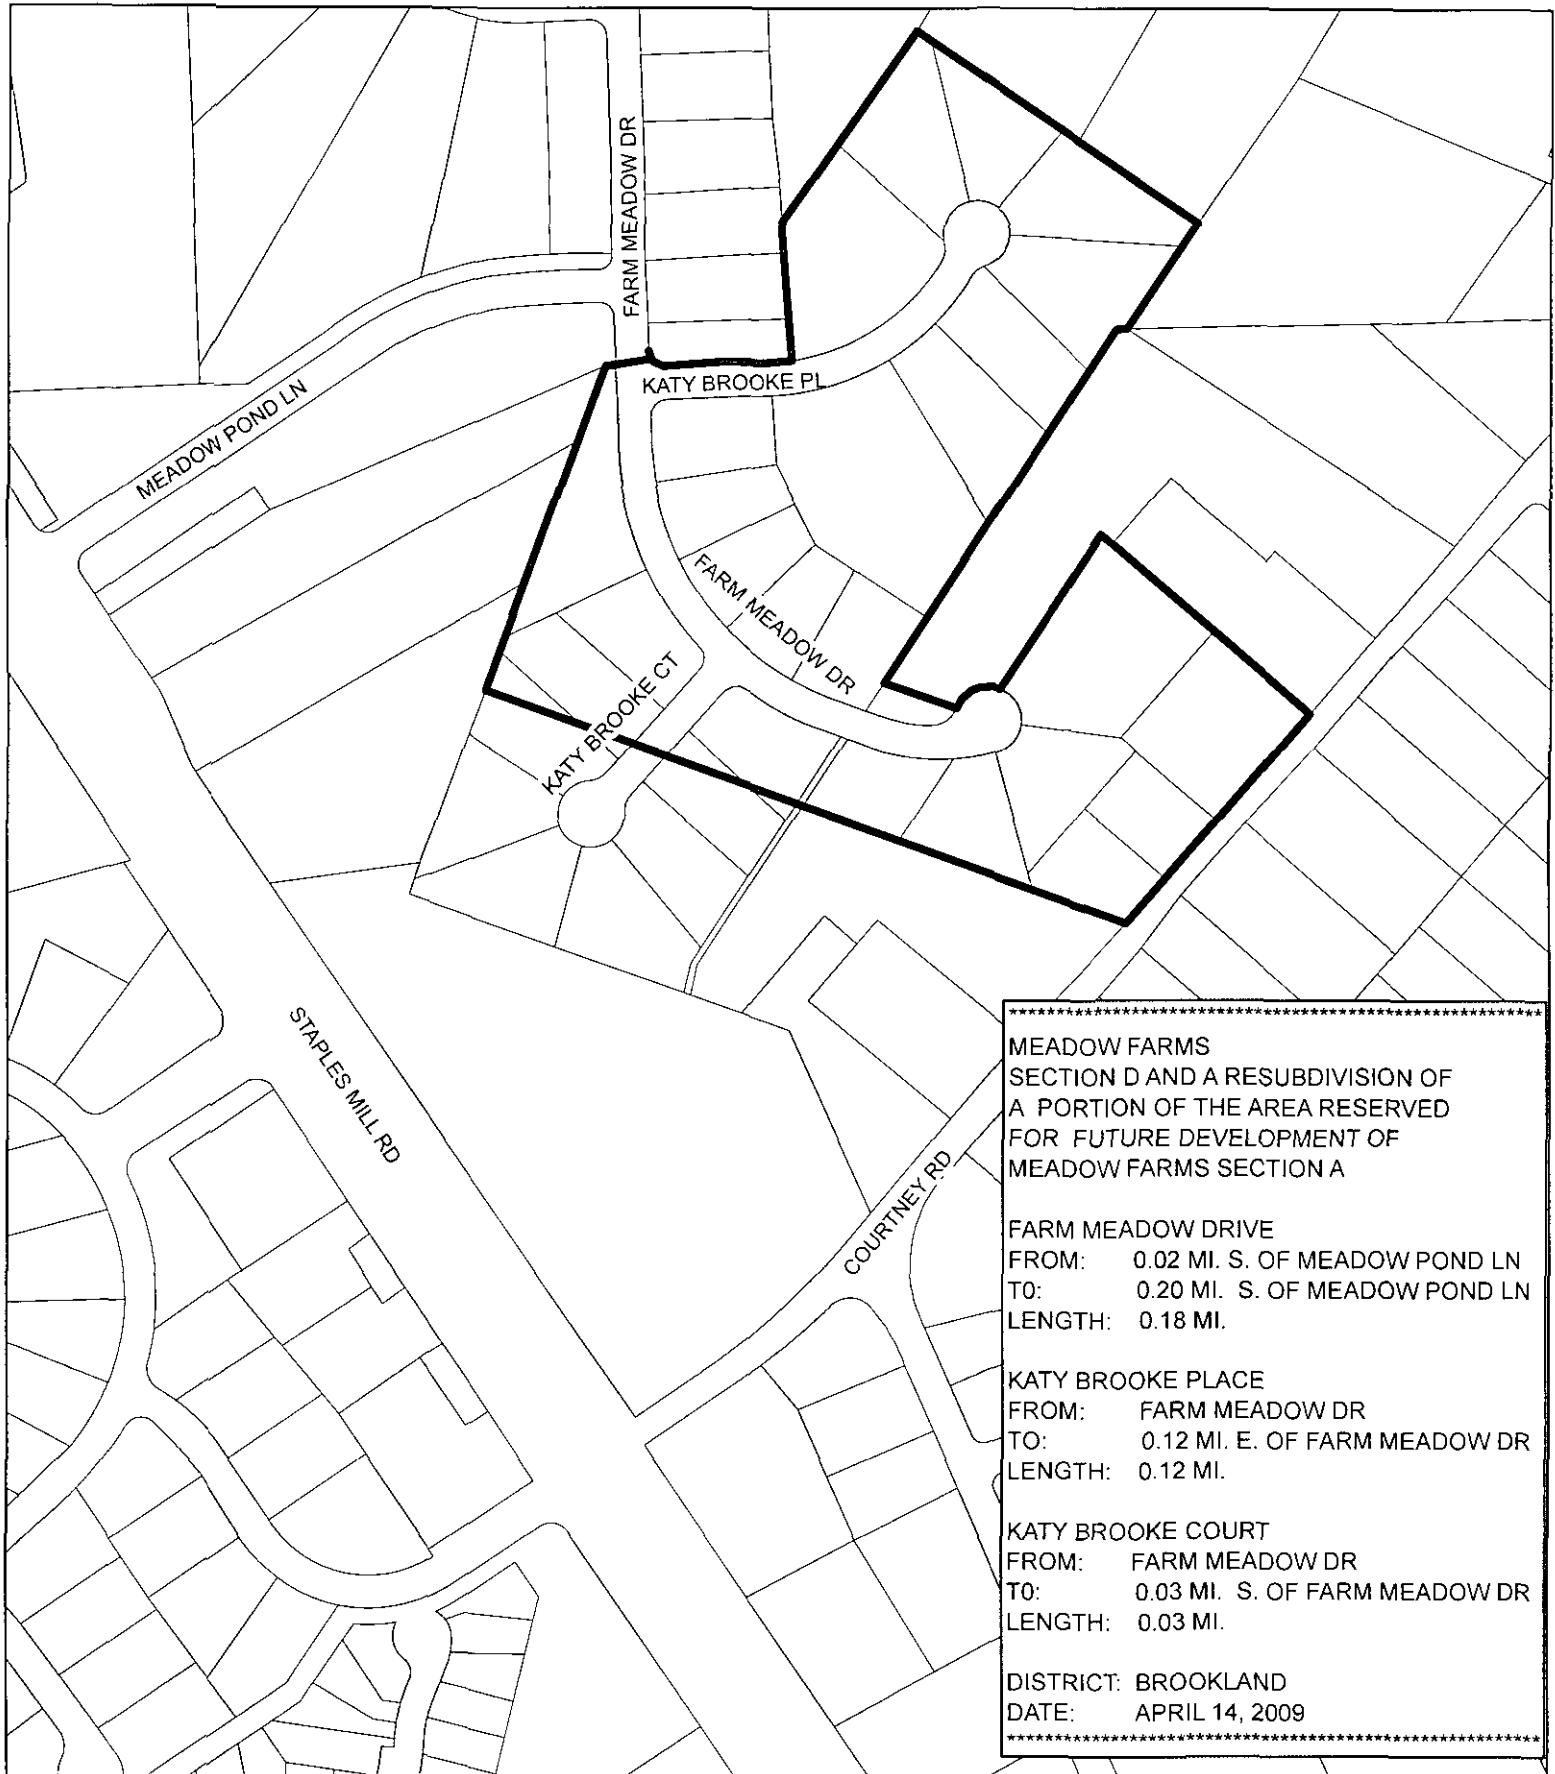 FARM MEADOW DR
KATY BROOKE PL
MEADOW POND LN
FARM MEADOW DR
KATY BROOKE CT
STAPLES MILL RD
COURTNEY RD
*********************************************************
MEADOW FARMS
SECTION D AND A RESUBDIVISION OF
A PORTION OF THE AREA RESERVED
FOR FUTURE DEVELOPMENT OF
MEADOW FARMS SECTION A
FARM MEADOW DRIVE
FROM: 0.02 MI. S. OF MEADOW POND LN
T0: 0.20 MI. S. OF MEADOW POND LN
LENGTH: 0.18 MI.
KATY BROOKE PLACE
FROM: FARM MEADOW DR
TO: 0.12 MI. E. OF FARM MEADOW DR
LENGTH: 0.12 MI.
KATY BROOKE COURT
FROM: FARM MEADOW DR
T0: 0.03 MI. S. OF FARM MEADOW DR
LENGTH: 0.03 MI.
DISTRICT: BROOKLAND
DATE: APRIL 14, 2009
*********************************************************